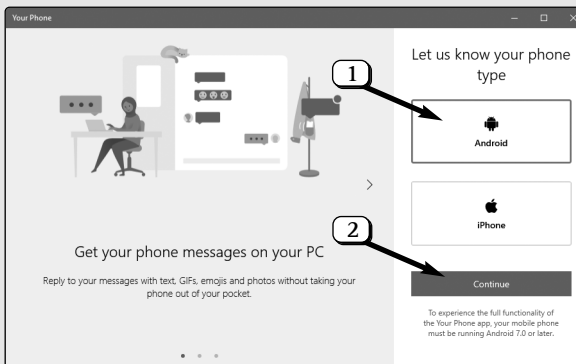 Your Phone
Let us know your phone
type
1
Android
iPhone
2
Get your phone messages on your PC
Reply to your messages with text, GIFs, emojis and photos without taking your
phone out of your pocket.
Continue
To experience the full functionality of
the Your Phone app, your mobile phone
must be running Android 7.0 or later.